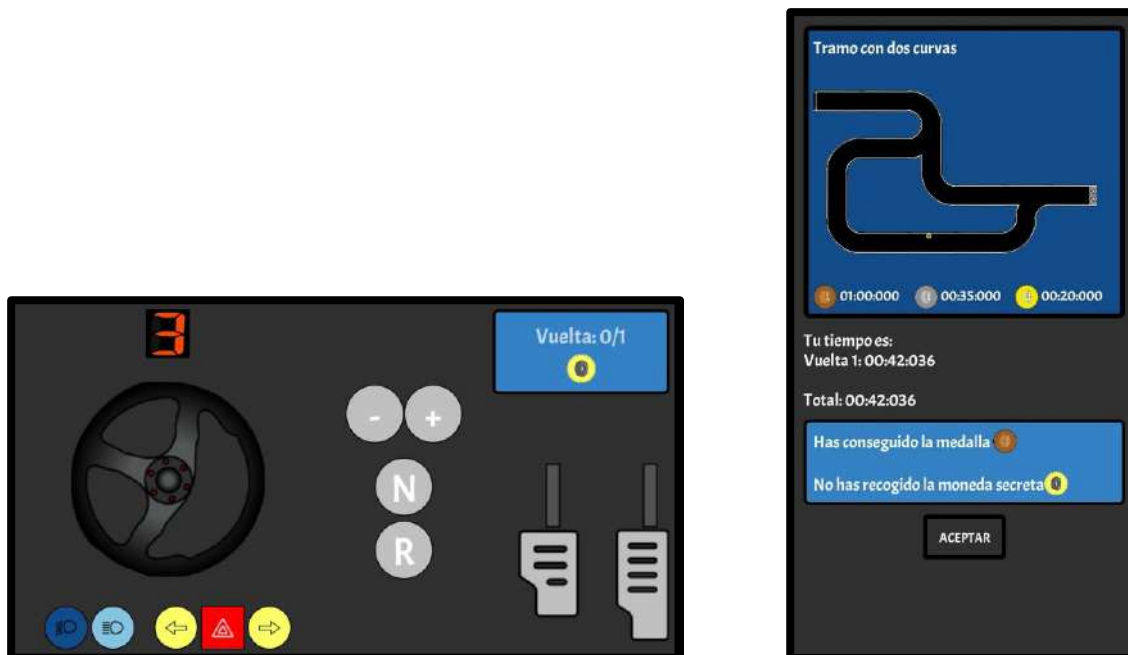 3
Vuelta: 0/1
- +
N
R
Tramo con dos curvas
01:00:000 00:35:000 00:20:000
Tu tiempo es:
Vuelta 1: 00:42:036
Total: 00:42:036
Has conseguido la medalla
No has recogido la moneda secreta
ACEPTAR